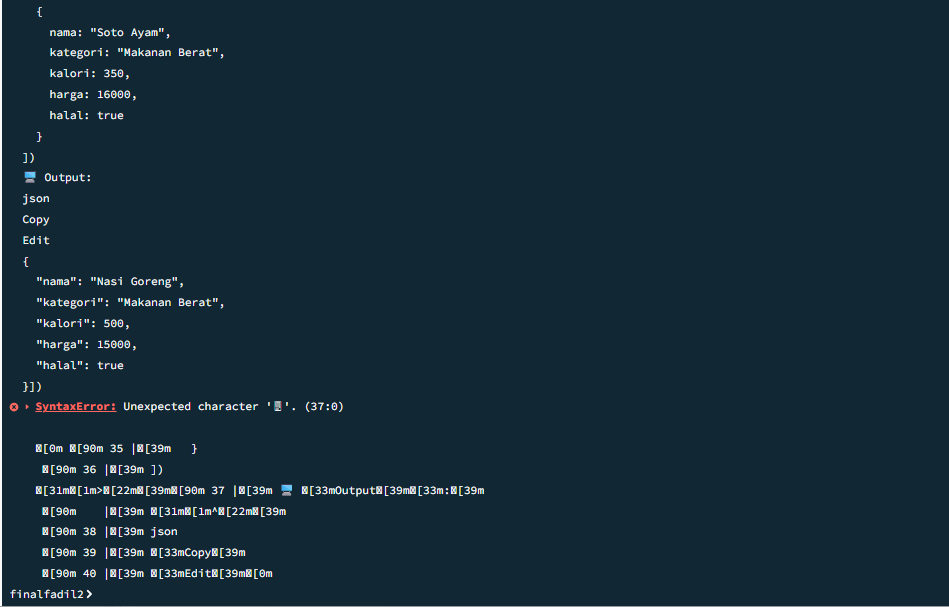 {
nama: "Soto Ayam",
kategori: "Makanan Berat",
kalori: 350,
harga: 16000,
halal: true
}
])
🖥️ Output:
json
Copy
Edit
{
"nama": "Nasi Goreng",
"kategori": "Makanan Berat",
"kalori": 500,
"harga": 15000,
"halal": true
}])
SyntaxError: Unexpected character '�'. (37:0)
�[0m �[90m 35 |�[39m   }
�[90m 36 |�[39m ])
�[31m�[1m>�[22m�[39m�[90m 37 |�[39m 🖥️ �[33mOutput�[39m�[33m:�[39m
�[90m    |�[39m �[31m�[1m^�[22m�[39m
�[90m 38 |�[39m json
�[90m 39 |�[39m �[33mCopy�[39m
�[90m 40 |�[39m �[33mEdit�[39m�[0m
finalfadil2>